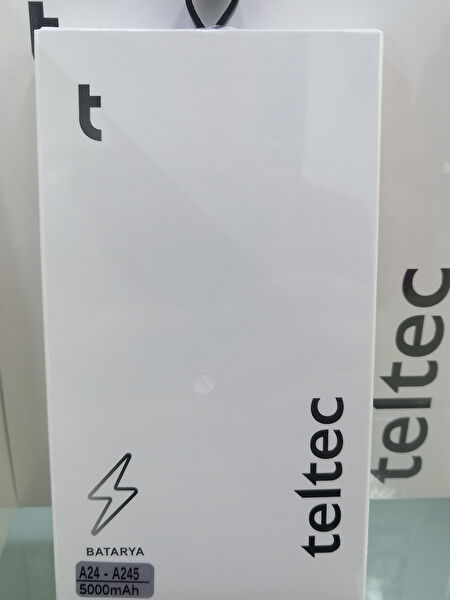 t
t
teltec
teltec
BATARYA
A24 - A245
5000mAh